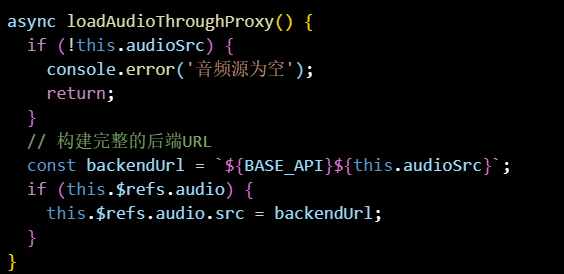 async loadAudioThroughProxy() {
  if (!this.audioSrc) {
    console.error('音频源为空');
    return;
  }
  // 构建完整的后端URL
  const backendUrl = `${BASE_API}${this.audioSrc}`;
  if (this.$refs.audio) {
    this.$refs.audio.src = backendUrl;
  }
}